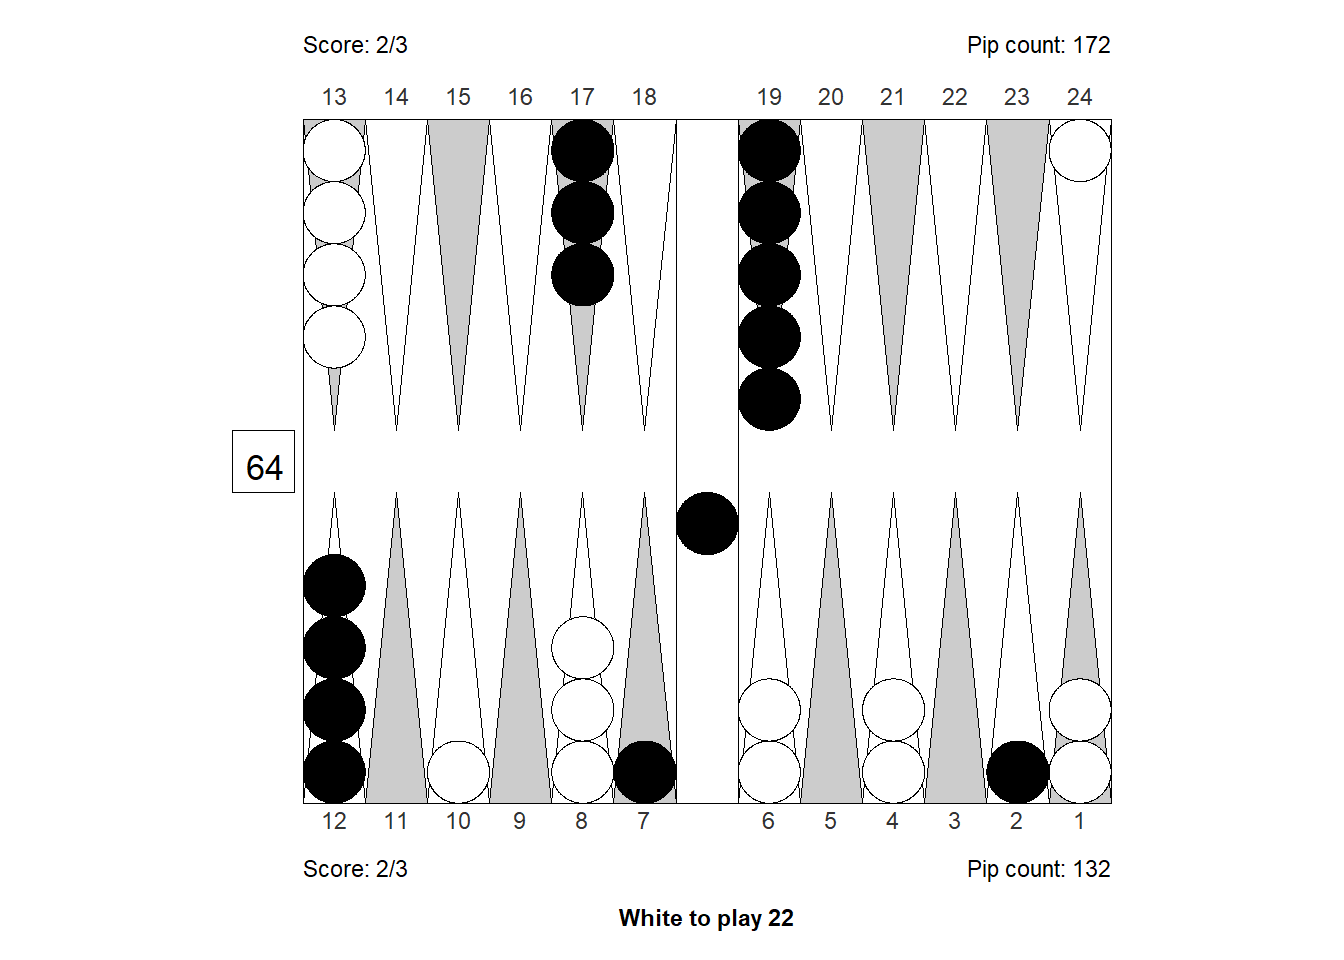 Score: 2/3 Pip count: 172
13 14 15 16 17 18 19 20 21 22 23 24
64
12 11 10 9 8 7 6 5 4 3 2 1
Score: 2/3 Pip count: 132
White to play 22